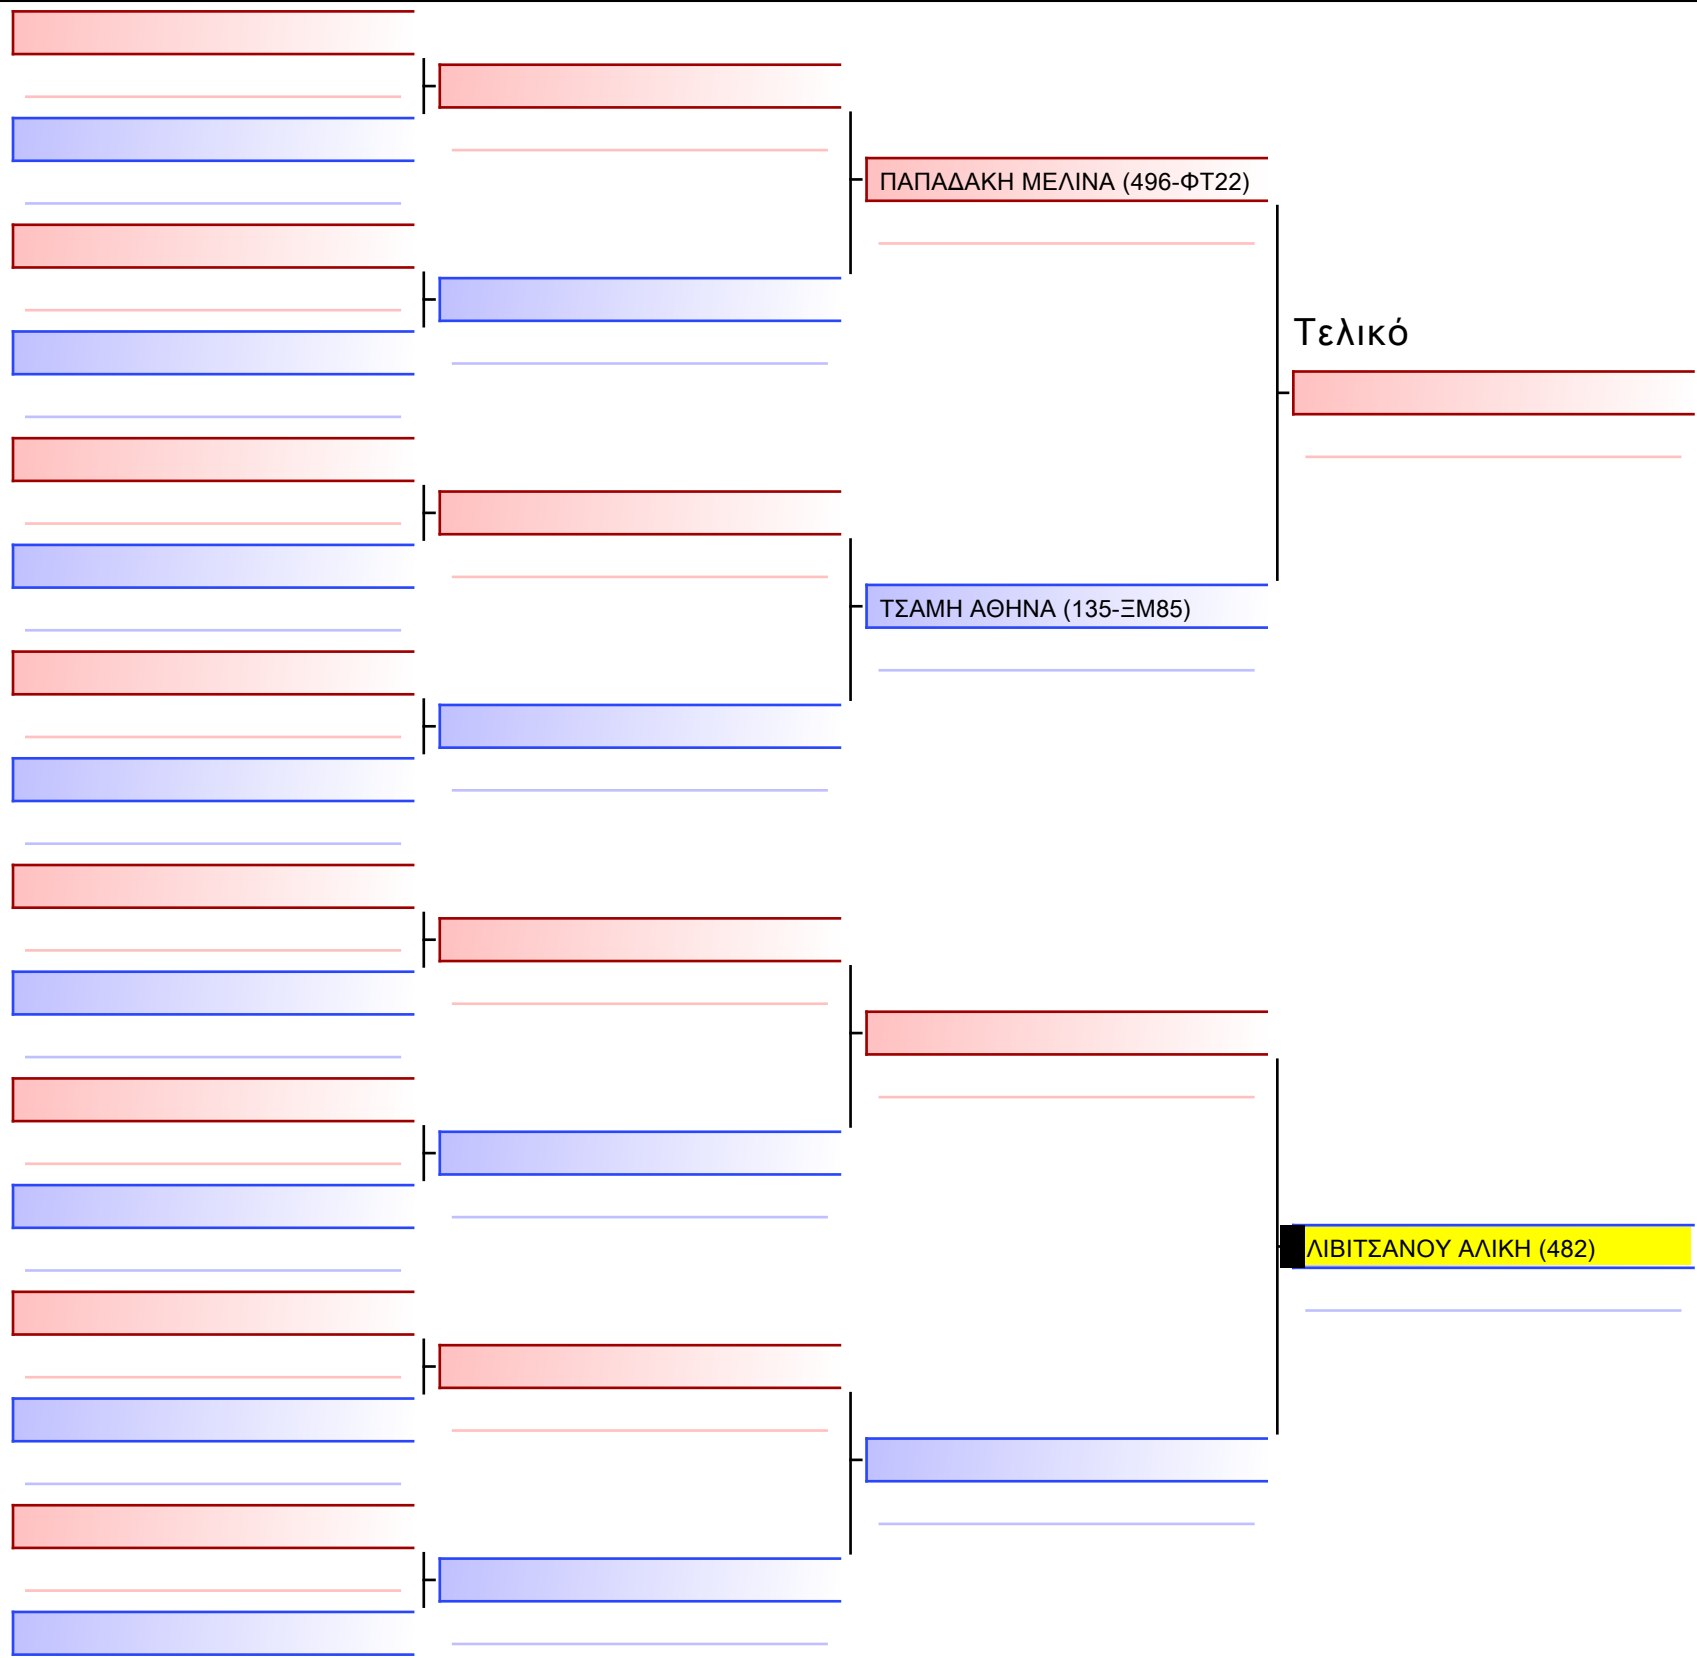 ΠΑΠΑΔΑΚΗ ΜΕΛΙΝΑ (496-ΦΤ22)
Τελικό
ΤΣΑΜΗ ΑΘΗΝΑ (135-ΞΜ85)
ΛΙΒΙΤΣΑΝΟΥ ΑΛΙΚΗ (482)